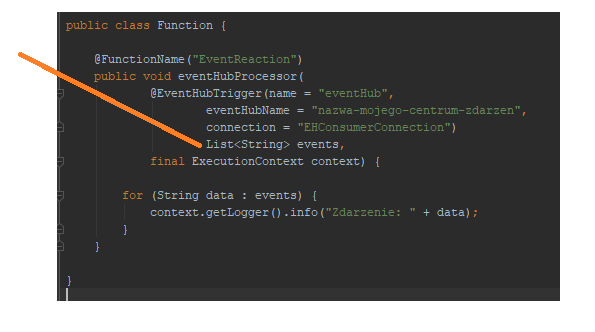 public class Function {
@FunctionName("EventReaction")
public void eventHubProcessor(
@EventHubTrigger(name = "eventHub",
eventHubName = "nazwa-mojego-centrum-zdarzen",
connection = "EHConsumerConnection")
List<String> events,
final ExecutionContext context) {
for (String data : events) {
context.getLogger().info("Zdarzenie: " + data);
}
}
}